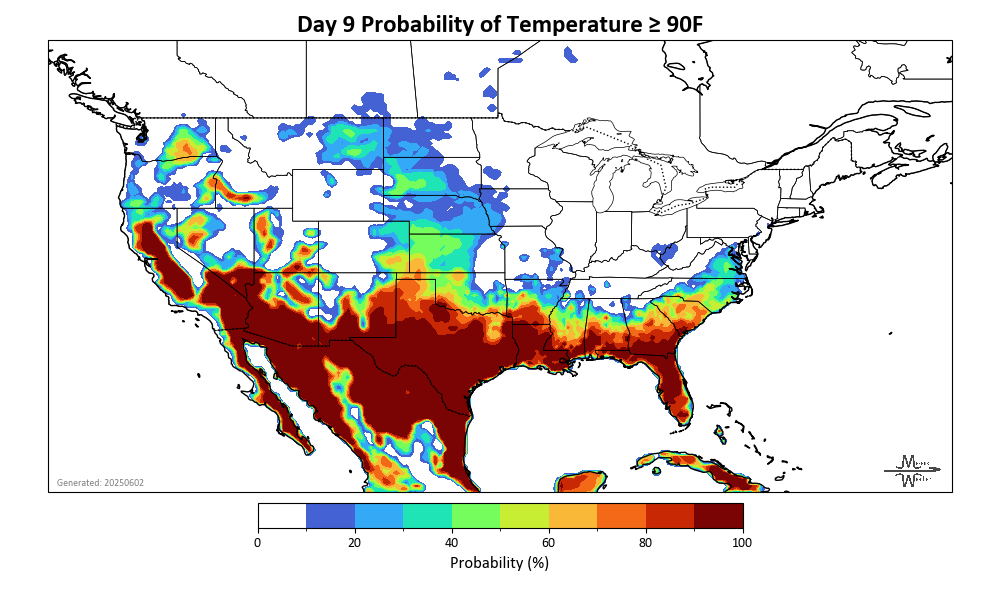 Day 9 Probability of Temperature ≥ 90F
Generated: 20250602
0 20 40 60 80 100
Probability (%)